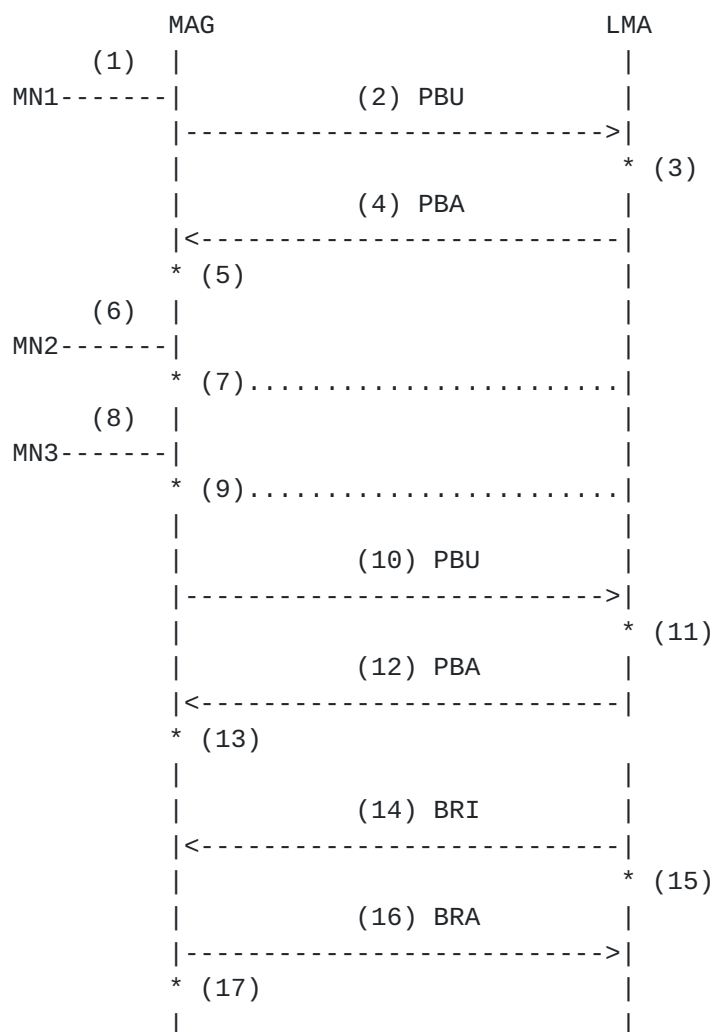 MAG                            LMA
     (1)  |                             |
MN1-------|           (2) PBU           |
          |---------------------------->|
          |                             * (3)
          |           (4) PBA           |
          |<----------------------------|
          * (5)                         |
     (6)  |                             |
MN2-------|                             |
          * (7)........................|
     (8)  |                             |
MN3-------|                             |
          * (9)........................|
          |                             |
          |           (10) PBU          |
          |---------------------------->|
          |                             * (11)
          |           (12) PBA          |
          |<----------------------------|
          * (13)
          |                             |
          |           (14) BRI          |
          |<----------------------------|
          |                             * (15)
          |           (16) BRA          |
          |---------------------------->|
          * (17)                        |
          |                             |